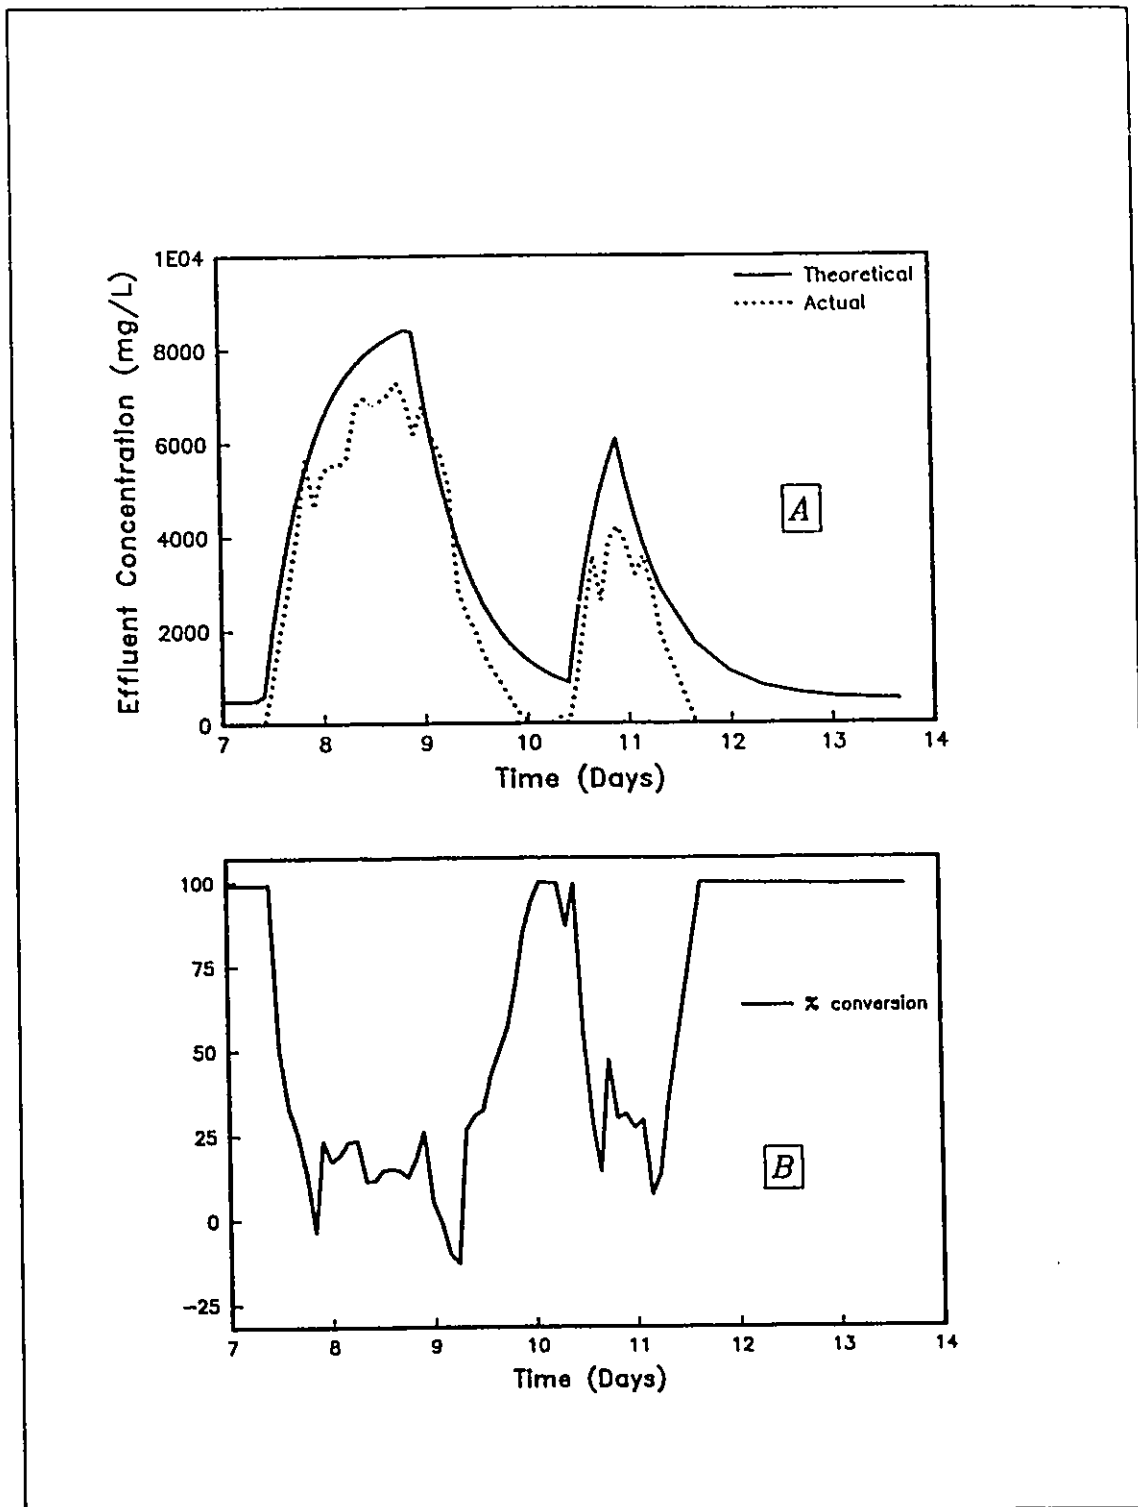 Effluent Concentration (mg/L)
1E04
8000
6000
4000
2000
0
Theoretical
Actual
A
7 8 9 10 11 12 13 14
Time (Days)
100
75
50
25
0
-25
% conversion
B
7 8 9 10 11 12 13 14
Time (Days)